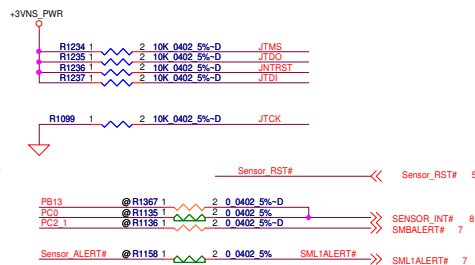 +3VNS_PWR
R1234 1 2 10K_0402_5%~D JTMS
R1235 1 2 10K_0402_5%~D JTDO
R1236 1 2 10K_0402_5%~D JNTRST
R1237 1 2 10K_0402_5%~D JTDI
R1099 1 2 10K_0402_5%~D JTCK
Sensor_RST# Sensor_RST# 5
PB13 @ R1367 1 2 0_0402_5%~D
PC0 @ R1135 1 2 0_0402_5% SENSOR_INT# 8
PC2_1 @ R1136 1 2 0_0402_5%~D SMBALERT# 7
Sensor_ALERT# @ R1158 1 2 0_0402_5% SML1ALERT# SML1ALERT# 7